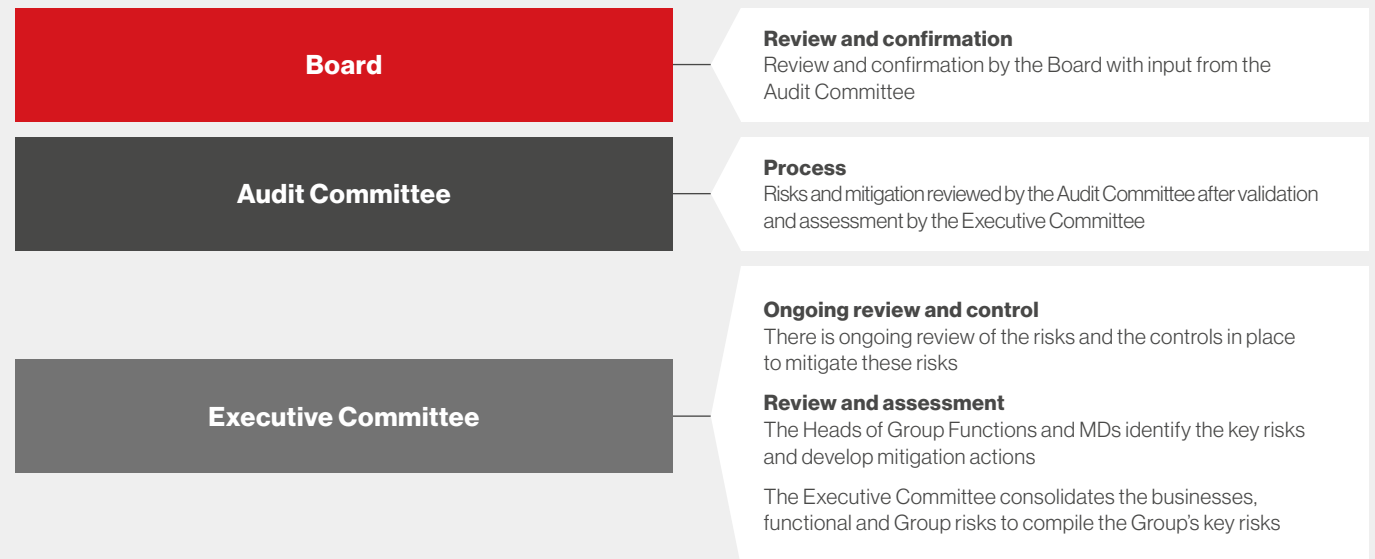 Board
Review and confirmation
Review and confirmation by the Board with input from the
Audit Committee
Audit Committee
Process
Risks and mitigation reviewed by the Audit Committee after validation
and assessment by the Executive Committee
Executive Committee
Ongoing review and control
There is ongoing review of the risks and the controls in place
to mitigate these risks
Review and assessment
The Heads of Group Functions and MDs identify the key risks
and develop mitigation actions
The Executive Committee consolidates the businesses,
functional and Group risks to compile the Group’s key risks